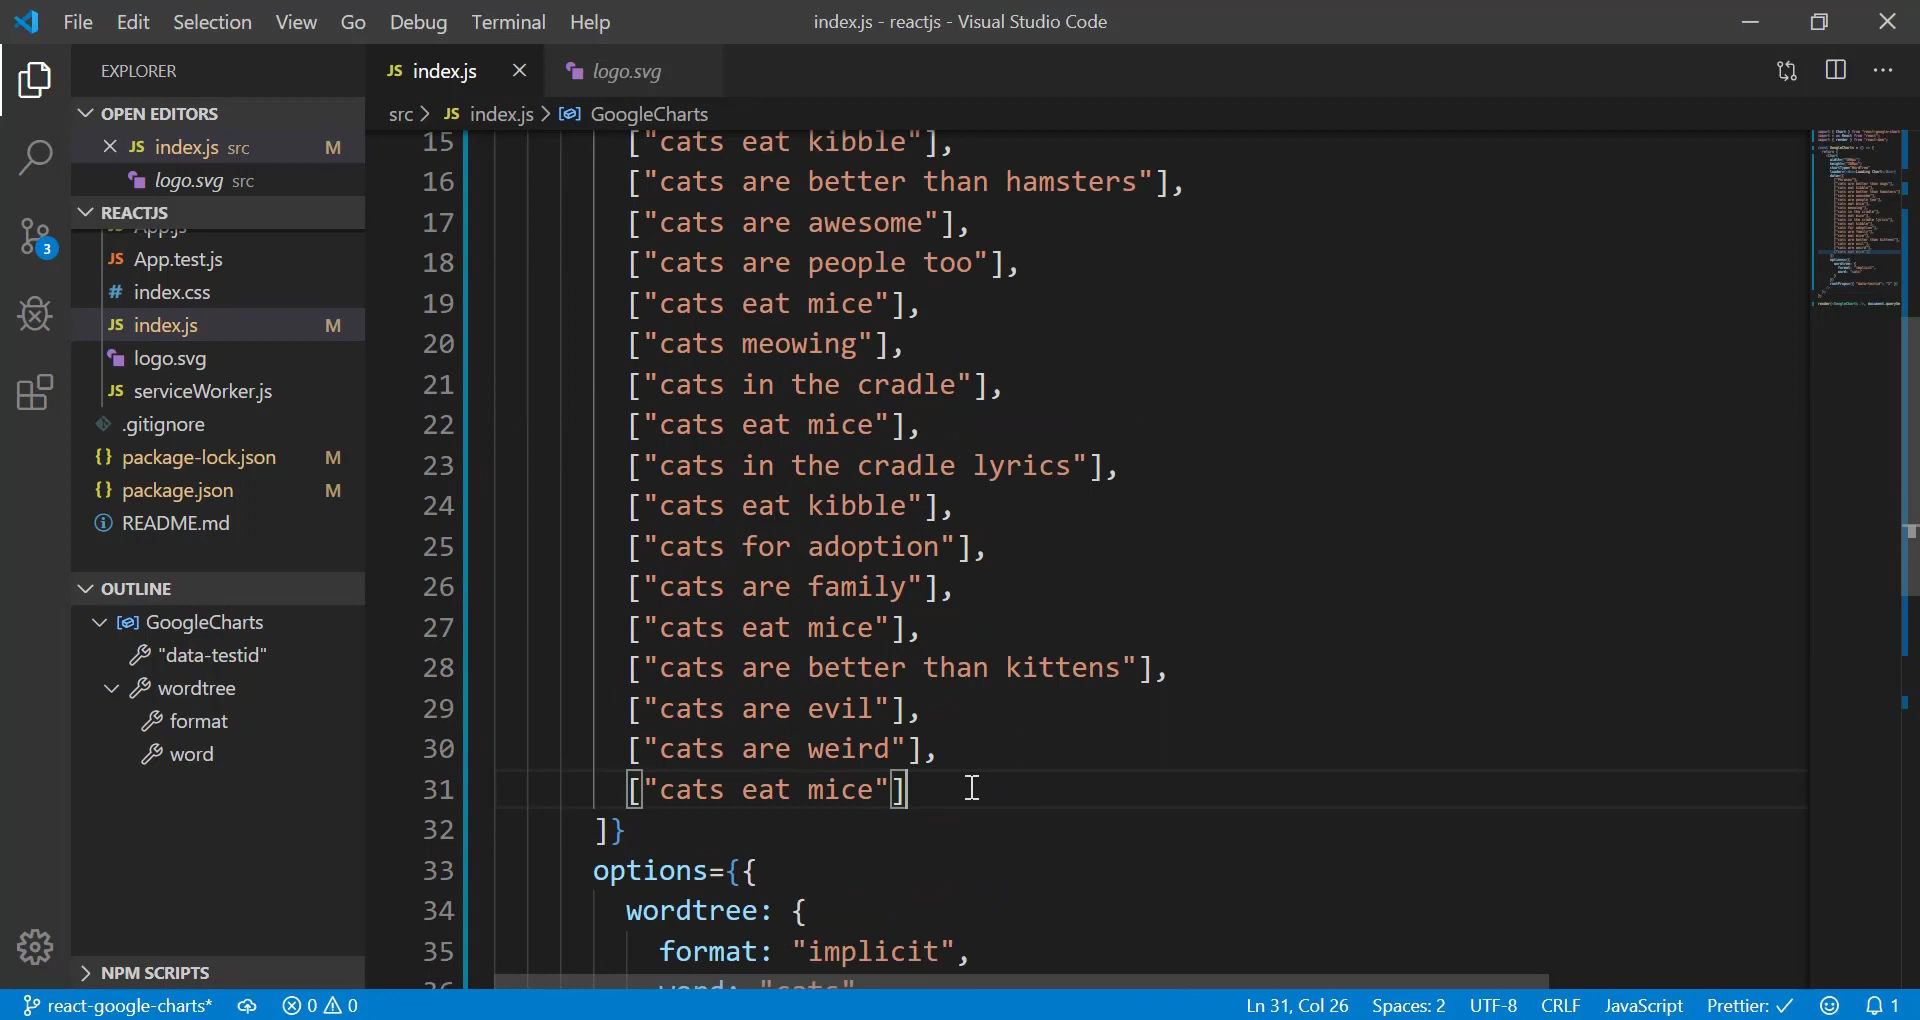 File Edit Selection View Go Debug Terminal Help index.js - reactjs - Visual Studio Code
EXPLORER
OPEN EDITORS
JS index.js src M
logo.svg src
REACTJS
App.js
JS App.test.js
# index.css
JS index.js M
logo.svg
JS serviceWorker.js
.gitignore
{} package-lock.json M
{} package.json M
README.md
OUTLINE
GoogleCharts
"data-testid"
wordtree
format
word
NPM SCRIPTS
3
JS index.js logo.svg
src > JS index.js > GoogleCharts
15 ["cats eat kibble"],
16 ["cats are better than hamsters"],
17 ["cats are awesome"],
18 ["cats are people too"],
19 ["cats eat mice"],
20 ["cats meowing"],
21 ["cats in the cradle"],
22 ["cats eat mice"],
23 ["cats in the cradle lyrics"],
24 ["cats eat kibble"],
25 ["cats for adoption"],
26 ["cats are family"],
27 ["cats eat mice"],
28 ["cats are better than kittens"],
29 ["cats are evil"],
30 ["cats are weird"],
31 ["cats eat mice"]
32 ]}
33 options={{
34 wordtree: {
35 format: "implicit",
36 word: "cats"
react-google-charts* 0 0 Ln 31, Col 26 Spaces: 2 UTF-8 CRLF JavaScript Prettier: ✓ 1